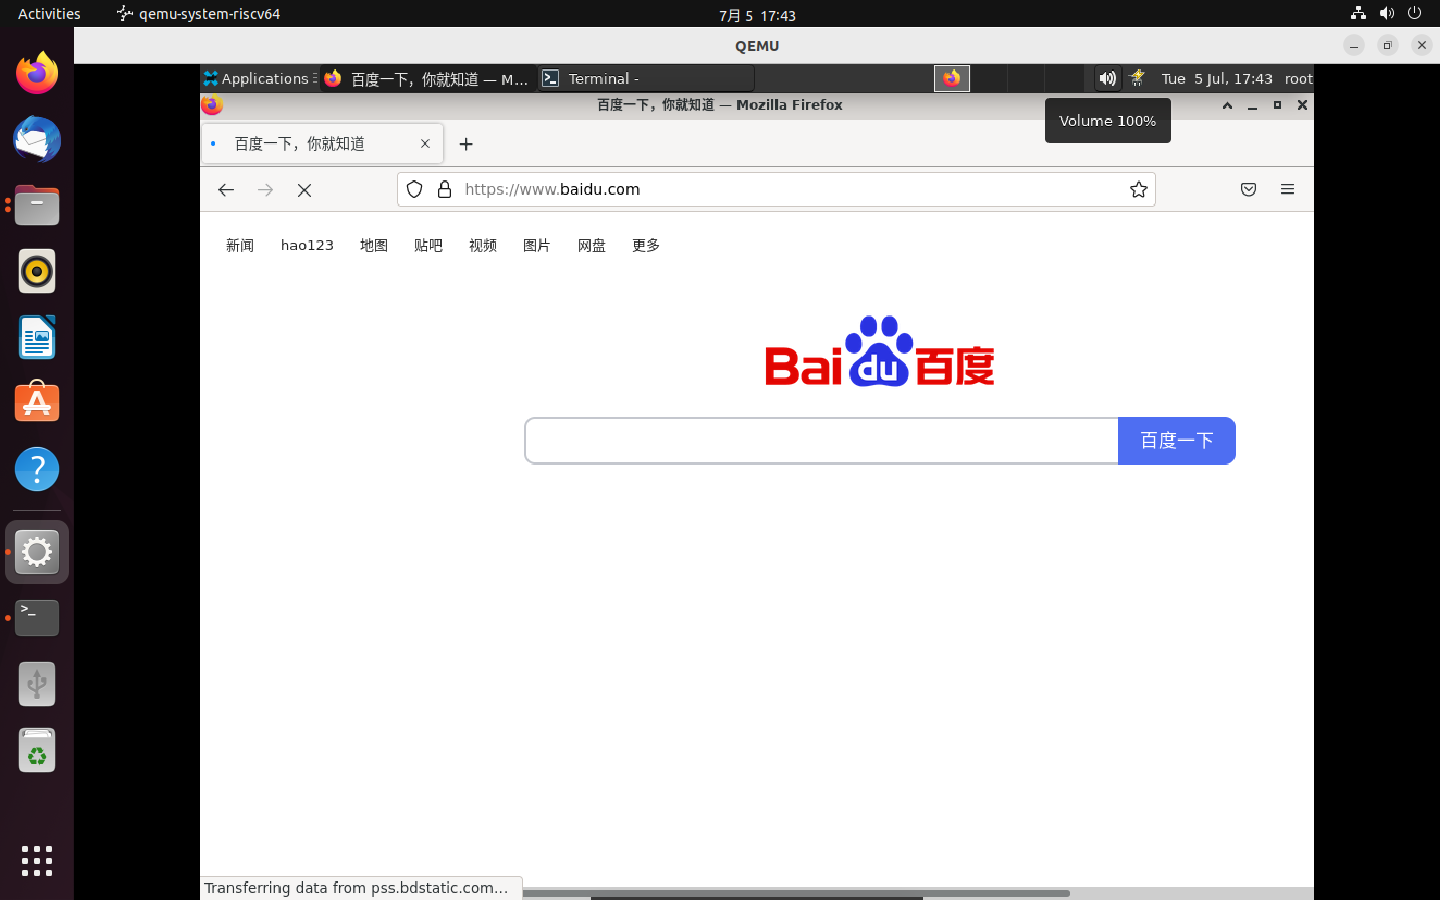 Activities
qemu-system-riscv64
7月 5 17:43
QEMU
Applications
百度一下，你就知道 — M...
Terminal -
Tue 5 Jul, 17:43
root
百度一下，你就知道 — Mozilla Firefox
Volume 100%
百度一下，你就知道
https://www.baidu.com
新闻
hao123
地图
贴吧
视频
图片
网盘
更多
Bai du 百度
百度一下
Transferring data from pss.bdstatic.com...